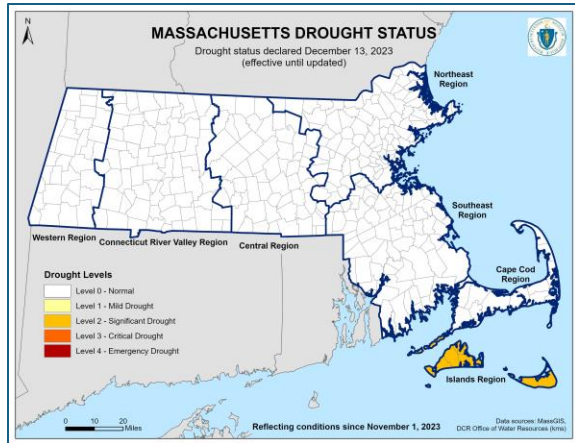 N
MASSACHUSETTS DROUGHT STATUS
Drought status declared December 13, 2023
(effective until updated)
Northeast
Region
Southeast
Region
Western Region
Connecticut River Valley Region
Central Region
Cape Cod
Region
Drought Levels
Level 0 - Normal
Level 1 - Mild Drought
Level 2 - Significant Drought
Level 3 - Critical Drought
Level 4 - Emergency Drought
Islands Region
0 10 20
Miles
Reflecting conditions since November 1, 2023
Data sources: MassGIS,
DCR Office of Water Resources (kms)